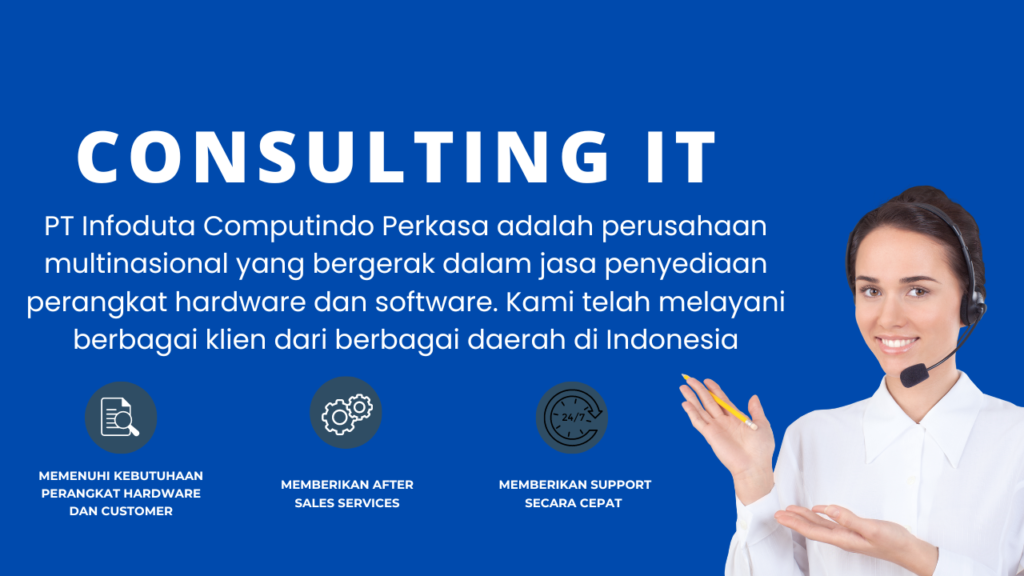 CONSULTING IT
PT Infoduta Computindo Perkasa adalah perusahaan
multinasional yang bergerak dalam jasa penyediaan
perangkat hardware dan software. Kami telah melayani
berbagai klien dari berbagai daerah di Indonesia
24/7
MEMENUHI KEBUTUHAAN
PERANGKAT HARDWARE
DAN CUSTOMER
MEMBERIKAN AFTER
SALES SERVICES
MEMBERIKAN SUPPORT
SECARA CEPAT